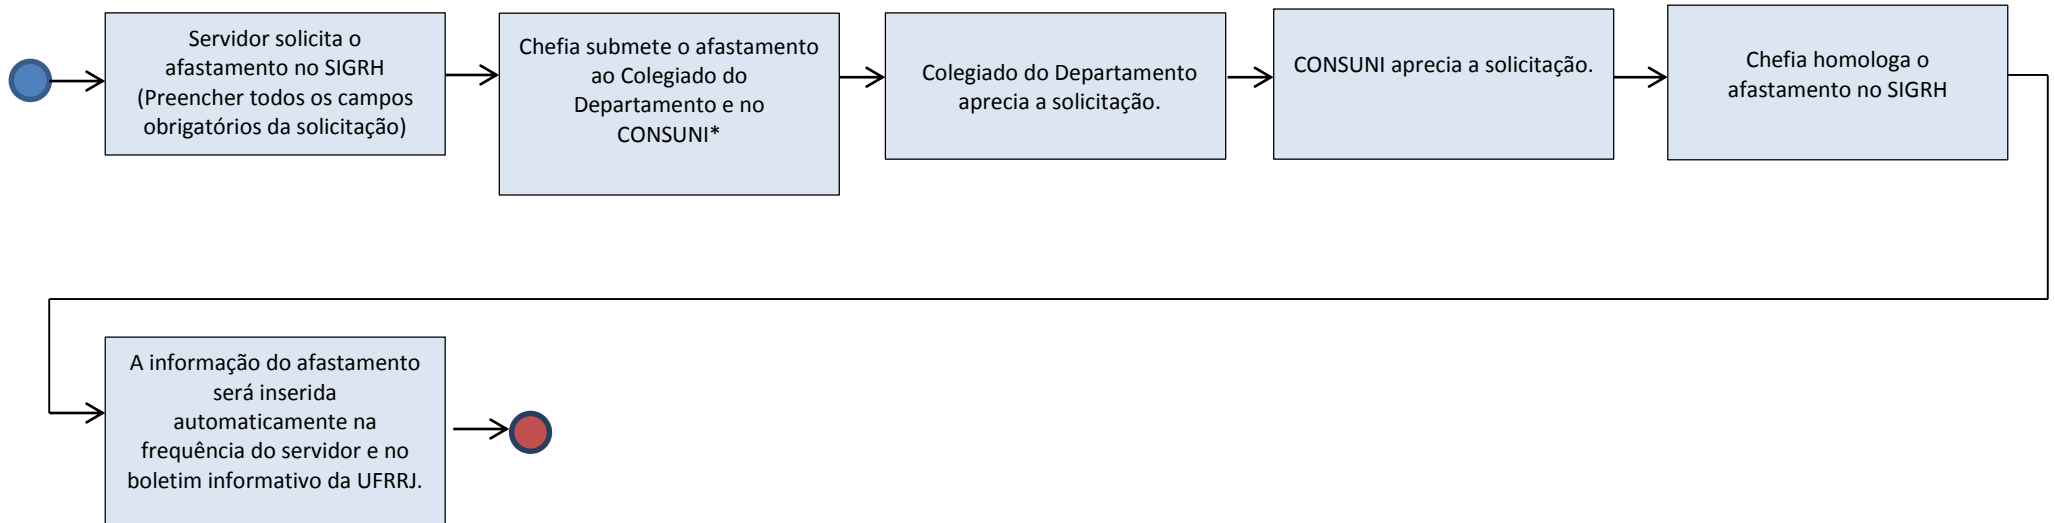 Servidor solicita o
afastamento no SIGRH
(Preencher todos os campos
obrigatórios da solicitação)
Chefia submete o afastamento
ao Colegiado do
Departamento e no
CONSUNI*
Colegiado do Departamento
aprecia a solicitação.
CONSUNI aprecia a solicitação.
Chefia homologa o
afastamento no SIGRH
A informação do afastamento
será inserida
automaticamente na
frequência do servidor e no
boletim informativo da UFRRJ.